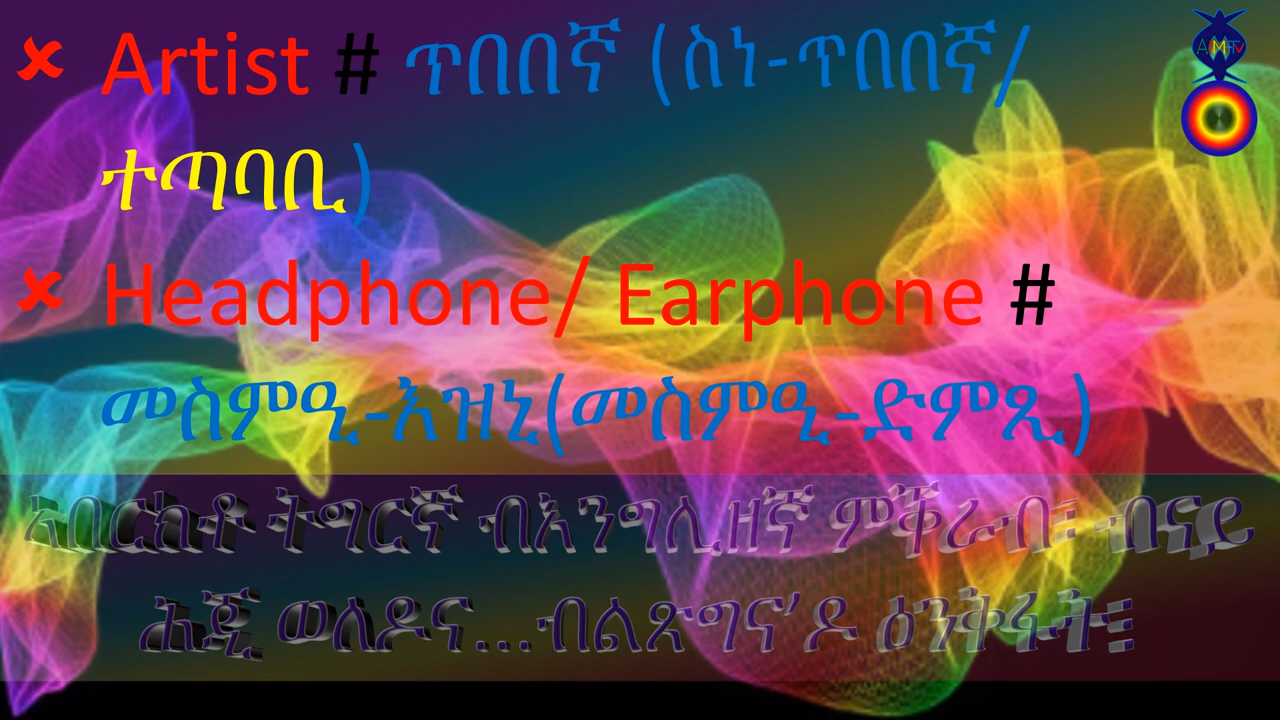 ✘ Artist # ጥበበኛ (ስነ-ጥበበኛ/
ተጣባቢ)
✘ Headphone/ Earphone #
መስምዒ-እዝኒ(መስምዒ-ድምጺ)
ኣበርክቶ ትግርኛ ብእንግሊዘኛ ምቕራብ፧ ብናይ
ሕጂ ወለዶና...ብልጽግና’ዶ ዕንቅፋት፧